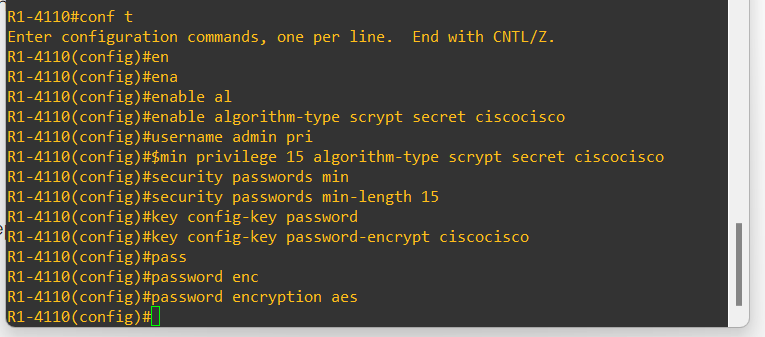 R1-4110#conf t
Enter configuration commands, one per line.  End with CNTL/Z.
R1-4110(config)#en
R1-4110(config)#ena
R1-4110(config)#enable al
R1-4110(config)#enable algorithm-type scrypt secret ciscocisco
R1-4110(config)#username admin pri
R1-4110(config)#$min privilege 15 algorithm-type scrypt secret ciscocisco
R1-4110(config)#security passwords min
R1-4110(config)#security passwords min-length 15
R1-4110(config)#key config-key password
R1-4110(config)#key config-key password-encrypt ciscocisco
R1-4110(config)#pass
R1-4110(config)#password enc
R1-4110(config)#password encryption aes
R1-4110(config)#